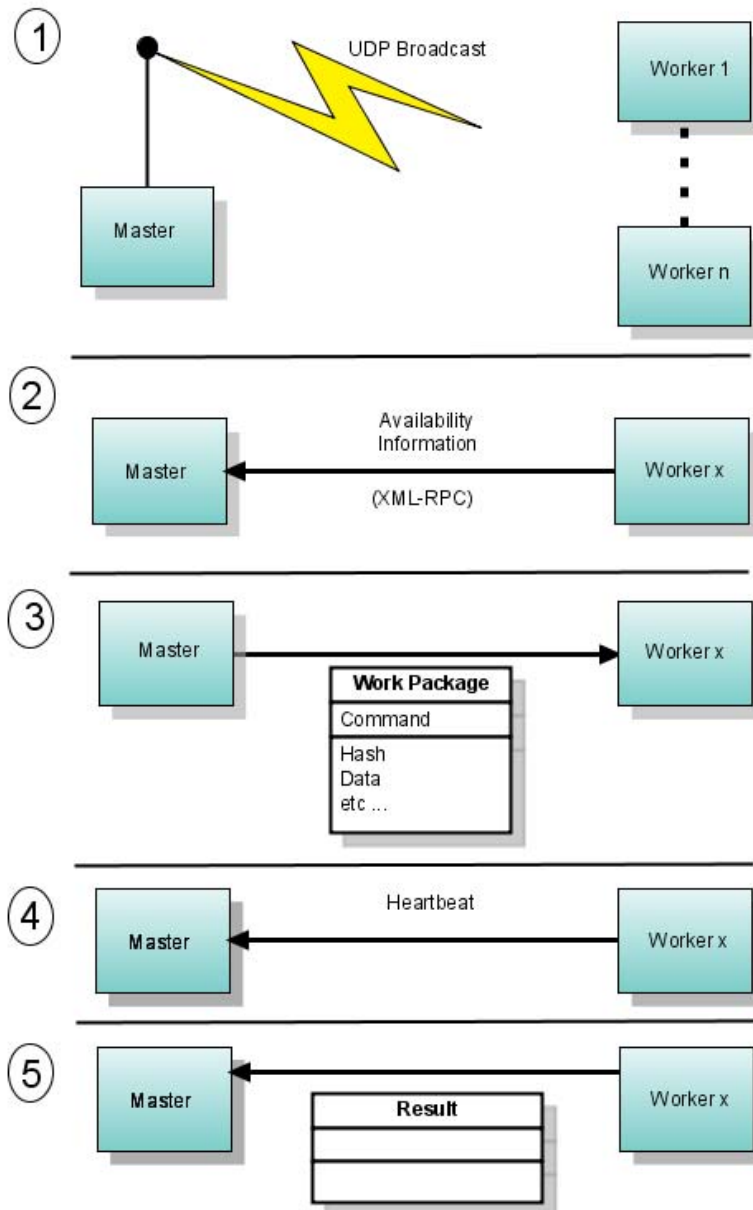 1
UDP Broadcast
Worker 1
Master
Worker n
2
Availability
Information
Master
Worker x
(XML-RPC)
3
Master
Worker x
Work Package
Command
Hash
Data
etc ...
4
Heartbeat
Master
Worker x
5
Master
Worker x
Result